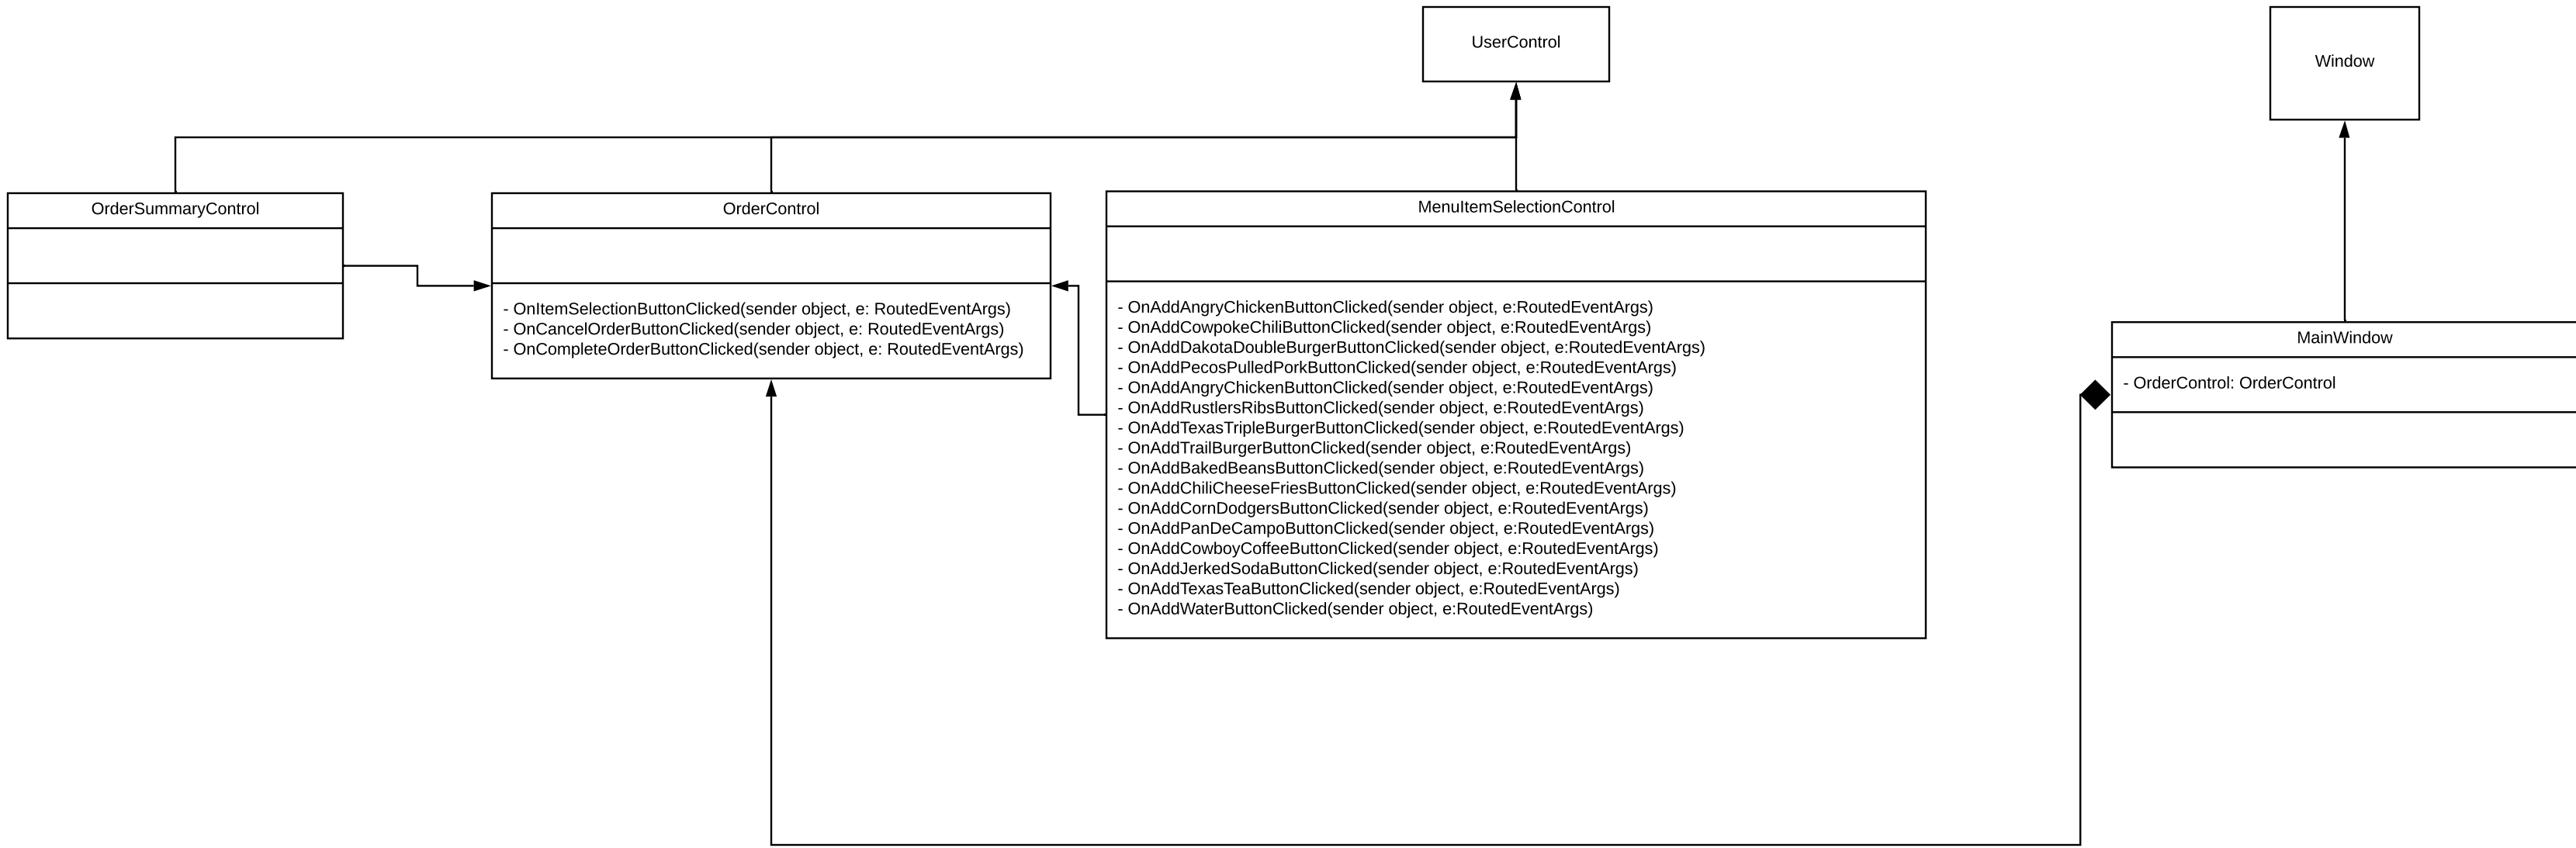 UserControl
Window
OrderSummaryControl
OrderControl
- OnItemSelectionButtonClicked(sender object, e: RoutedEventArgs)
- OnCancelOrderButtonClicked(sender object, e: RoutedEventArgs)
- OnCompleteOrderButtonClicked(sender object, e: RoutedEventArgs)
MenuItemSelectionControl
- OnAddAngryChickenButtonClicked(sender object, e:RoutedEventArgs)
- OnAddCowpokeChiliButtonClicked(sender object, e:RoutedEventArgs)
- OnAddDakotaDoubleBurgerButtonClicked(sender object, e:RoutedEventArgs)
- OnAddPecosPulledPorkButtonClicked(sender object, e:RoutedEventArgs)
- OnAddAngryChickenButtonClicked(sender object, e:RoutedEventArgs)
- OnAddRustlersRibsButtonClicked(sender object, e:RoutedEventArgs)
- OnAddTexasTripleBurgerButtonClicked(sender object, e:RoutedEventArgs)
- OnAddTrailBurgerButtonClicked(sender object, e:RoutedEventArgs)
- OnAddBakedBeansButtonClicked(sender object, e:RoutedEventArgs)
- OnAddChiliCheeseFriesButtonClicked(sender object, e:RoutedEventArgs)
- OnAddCornDodgersButtonClicked(sender object, e:RoutedEventArgs)
- OnAddPanDeCampoButtonClicked(sender object, e:RoutedEventArgs)
- OnAddCowboyCoffeeButtonClicked(sender object, e:RoutedEventArgs)
- OnAddJerkedSodaButtonClicked(sender object, e:RoutedEventArgs)
- OnAddTexasTeaButtonClicked(sender object, e:RoutedEventArgs)
- OnAddWaterButtonClicked(sender object, e:RoutedEventArgs)
MainWindow
- OrderControl: OrderControl